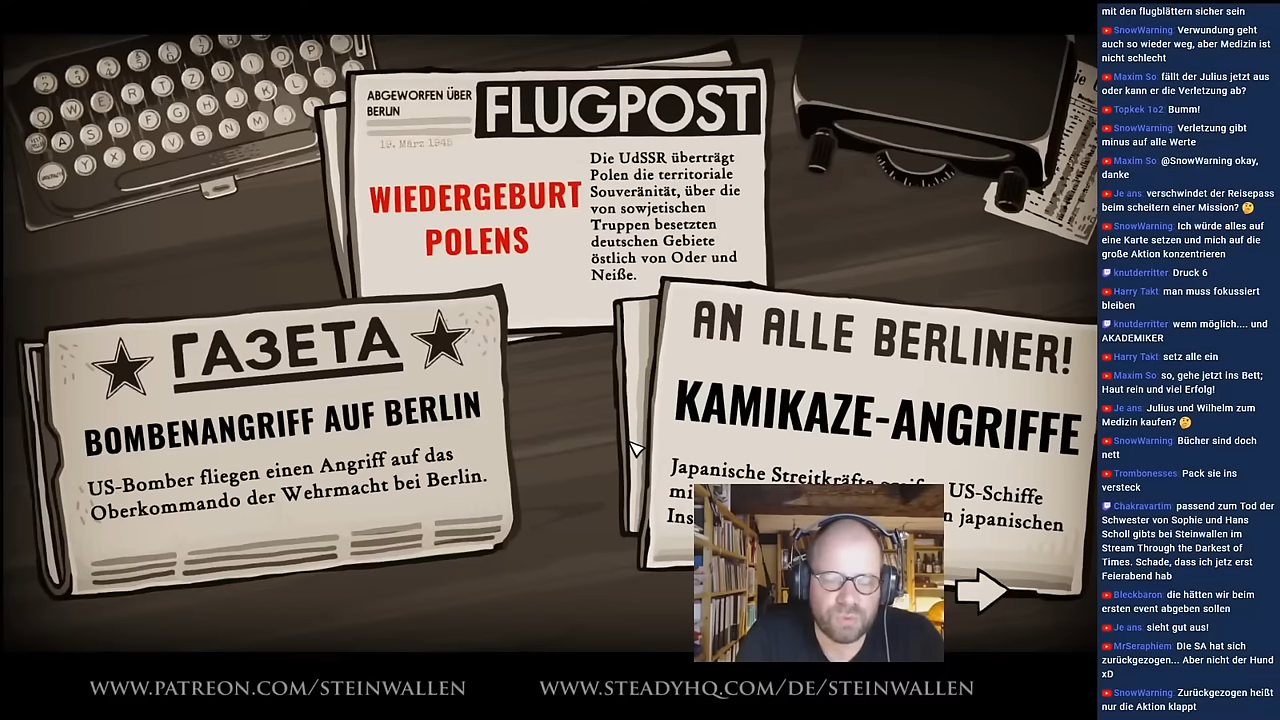 ABGEWORFEN ÜBER
BERLIN
FLUGPOST
19. März 1945
WIEDERGEBURT
POLENS
Die UdSSR überträgt
Polen die territoriale
Souveränität, über die
von sowjetischen
Truppen besetzten
deutschen Gebiete
östlich von Oder und
Neiße.
ГАЗЕТА
BOMBENANGRIFF AUF BERLIN
US-Bomber fliegen einen Angriff auf das
Oberkommando der Wehrmacht bei Berlin.
AN ALLE BERLINER!
KAMIKAZE-ANGRIFFE
Japanische Streitkräfte US-Schiffe
japanischen
WWW.PATREON.COM/STEINWALLEN
WWW.STEADYHQ.COM/DE/STEINWALLEN
mit den flugblättern sicher sein
SnowWarning Verwundung geht
auch so wieder weg, aber Medizin ist
nicht schlecht
Maxim So: fällt der Julius jetzt aus
oder kann er die Verletzung ab?
Topkek 1o2 Bumm!
SnowWarning Verletzung gibt
minus auf alle Werte
Maxim So: @SnowWarning okay,
danke
Je ans: verschwindet der Reisepass
beim scheitern einer Mission? 🤔
SnowWarning: Ich würde alles auf
eine Karte setzen und mich auf die
große Aktion konzentrieren
knutderritter Druck 6
Harry Takt: man muss fokussiert
bleiben
knutderritter wenn möglich.... und
AKADEMIKER
Harry Takt: setz alle ein
Maxim So: so, gehe jetzt ins Bett;
Haut rein und viel Erfolg!
Je ans: Julius und Wilhelm zum
Medizin kaufen? 🤔
SnowWarning: Bücher sind doch
nett
Trombonesses: Pack sie ins
versteck
Chakravartim passend zum Tod der
Schwester von Sophie und Hans
Scholl gibts bei Steinwallen im
Stream Through the Darkest of
Times. Schade, dass ich jetz erst
Feierabend hab
Bleckbaron: die hätten wir beim
ersten event abgeben sollen
Je ans: sieht gut aus!
MrSeraphiem: DIe SA hat sich
zurückgezogen... Aber nicht der Hund
xD
SnowWarning: Zurückgezogen heißt
nur die Aktion klappt